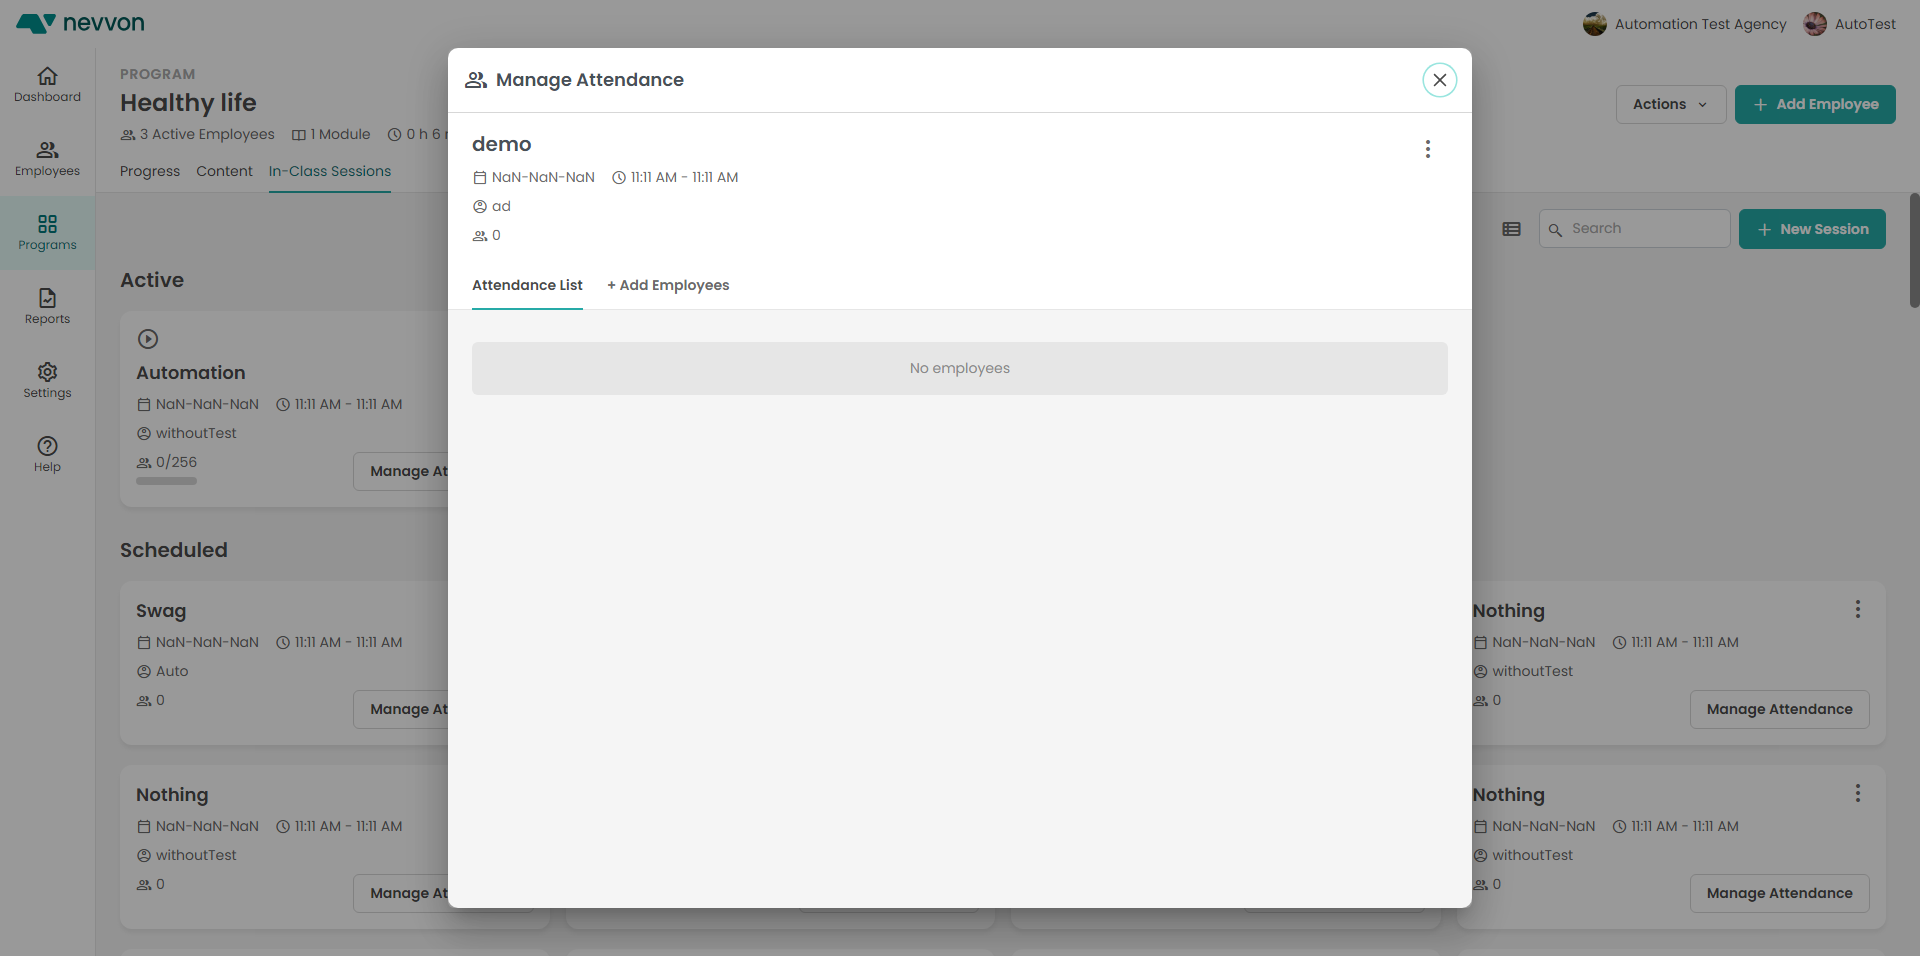 nevvon
Automation Test Agency
AutoTest
Dashboard
Employees
Programs
Reports
Settings
Help
PROGRAM
Healthy life
3 Active Employees
1 Module
0 h 6
Actions
+ Add Employee
Progress
Content
In-Class Sessions
Search
+ New Session
Active
Automation
NaN-NaN-NaN
11:11 AM - 11:11 AM
withoutTest
0/256
Manage At
Scheduled
Swag
NaN-NaN-NaN
11:11 AM - 11:11 AM
Auto
0
Manage At
Nothing
NaN-NaN-NaN
11:11 AM - 11:11 AM
withoutTest
0
Manage Attendance
Nothing
NaN-NaN-NaN
11:11 AM - 11:11 AM
withoutTest
0
Manage At
Nothing
NaN-NaN-NaN
11:11 AM - 11:11 AM
withoutTest
0
Manage Attendance
Manage Attendance
demo
NaN-NaN-NaN
11:11 AM - 11:11 AM
ad
0
Attendance List
+ Add Employees
No employees